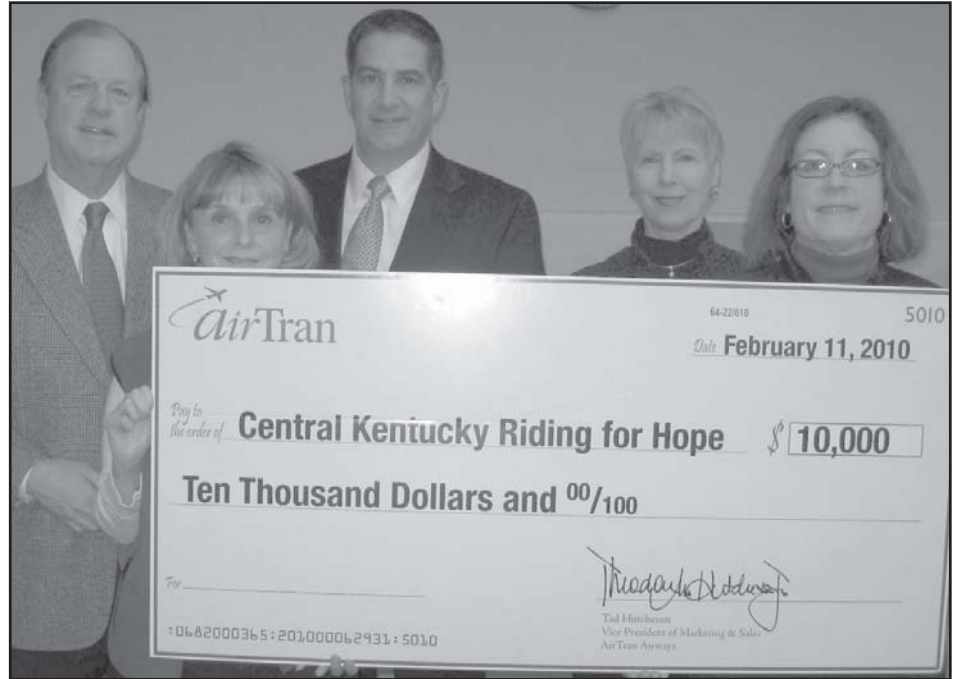 airTran
64-22/610
5010
Date February 11, 2010
Pay to
the order of Central Kentucky Riding for Hope $ 10,000
Ten Thousand Dollars and 00/100
For
Tad Hutcheson
Vice President of Marketing & Sales
AirTran Airways
:0682000365:201000062931:5010